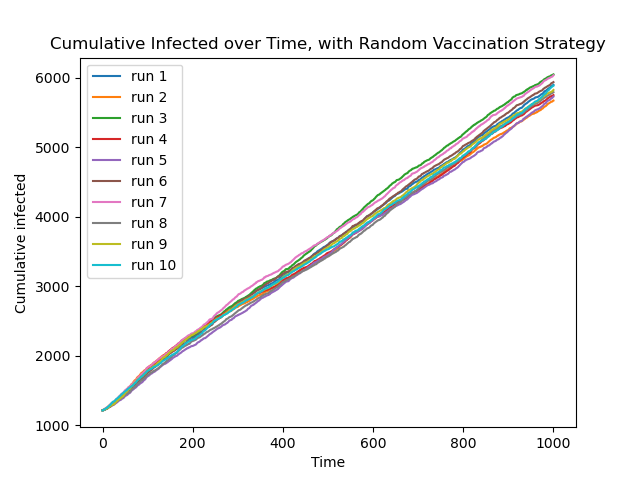 Cumulative Infected over Time, with Random Vaccination Strategy
6000
5000
4000
3000
2000
1000
Cumulative infected
run 1
run 2
run 3
run 4
run 5
run 6
run 7
run 8
run 9
run 10
0 200 400 600 800 1000
Time